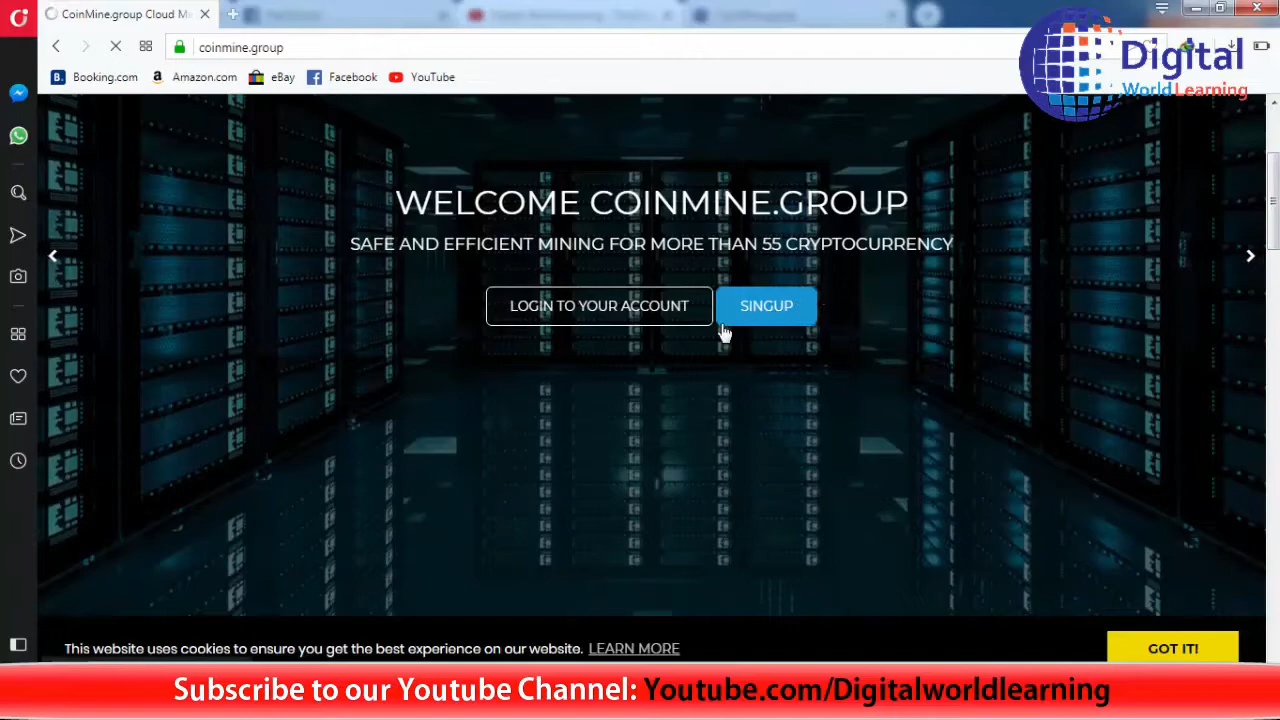 CoinMine.group Cloud Mi
coinmine.group
Booking.com
Amazon.com
eBay
Facebook
YouTube
Digital
World Learning
WELCOME COINMINE.GROUP
SAFE AND EFFICIENT MINING FOR MORE THAN 55 CRYPTOCURRENCY
LOGIN TO YOUR ACCOUNT
SINGUP
This website uses cookies to ensure you get the best experience on our website. LEARN MORE
GOT IT!
Subscribe to our Youtube Channel: Youtube.com/Digitalworldlearning